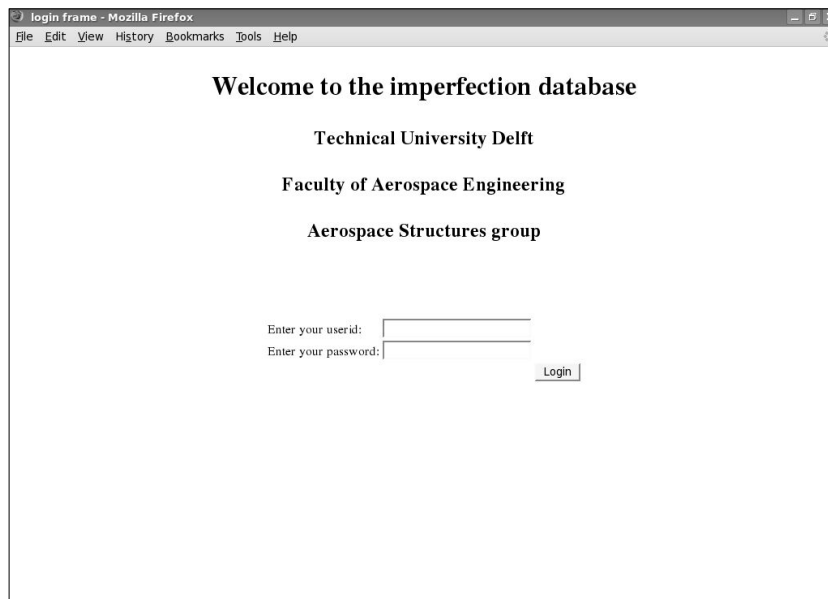 login frame - Mozilla Firefox
File Edit View History Bookmarks Tools Help
Welcome to the imperfection database
Technical University Delft
Faculty of Aerospace Engineering
Aerospace Structures group
Enter your userid:
Enter your password:
Login